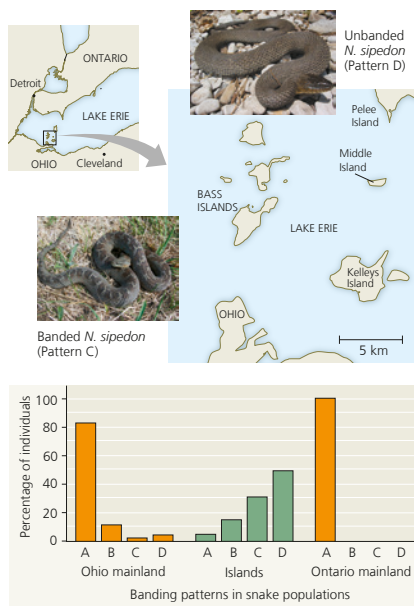 Unbanded
N. sipedon
(Pattern D)
ONTARIO
Detroit
LAKE ERIE
OHIO
Cleveland
Pelee
Island
Middle
Island
BASS
ISLANDS
LAKE ERIE
Kelleys
Island
OHIO
5 km
Banded N. sipedon
(Pattern C)
Percentage of individuals
100
80
60
40
20
0
A B C D A B C D A B C D
Ohio mainland Islands Ontario mainland
Banding patterns in snake populations